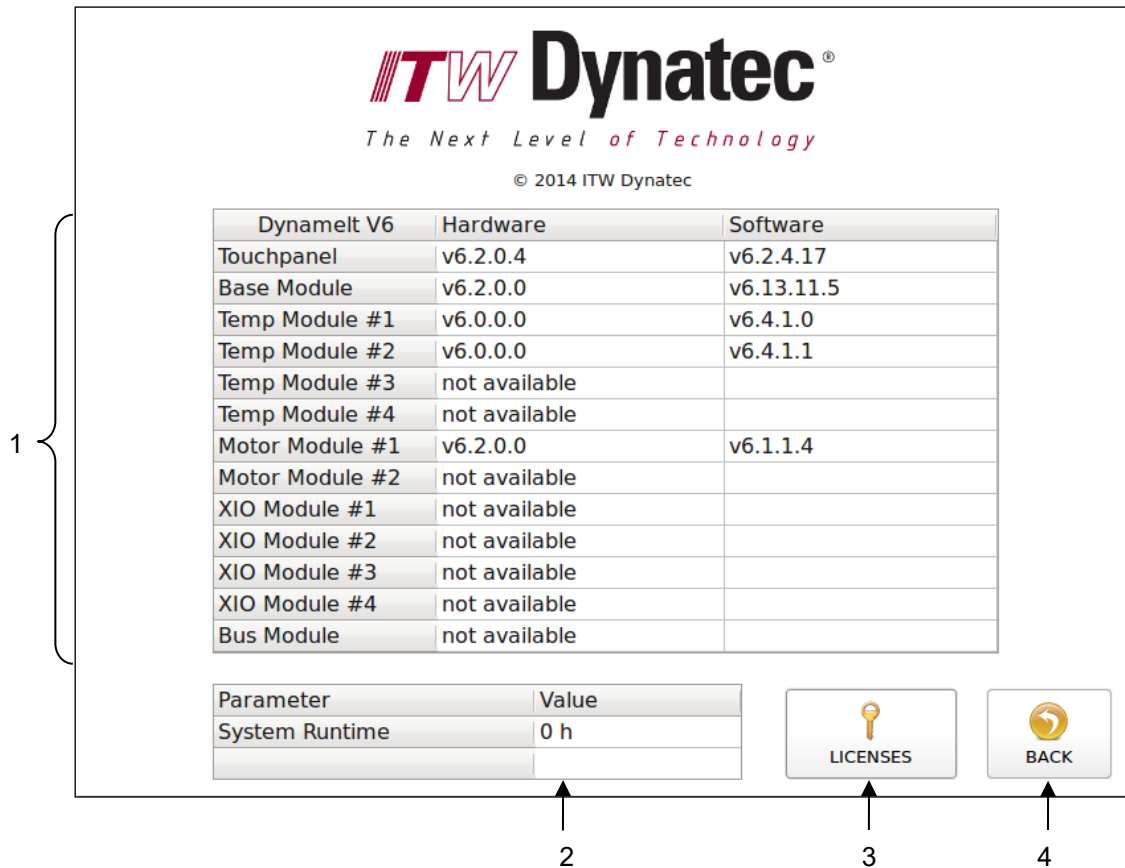 ITW Dynatec®
The Next Level of Technology
© 2014 ITW Dynatec
Dynamelt V6 Hardware Software
Touchpanel v6.2.0.4 v6.2.4.17
Base Module v6.2.0.0 v6.13.11.5
Temp Module #1 v6.0.0.0 v6.4.1.0
Temp Module #2 v6.0.0.0 v6.4.1.1
Temp Module #3 not available
Temp Module #4 not available
1
Motor Module #1 v6.2.0.0 v6.1.1.4
Motor Module #2 not available
XIO Module #1 not available
XIO Module #2 not available
XIO Module #3 not available
XIO Module #4 not available
Bus Module not available
Parameter Value
System Runtime 0 h
LICENSES
BACK
2 3 4